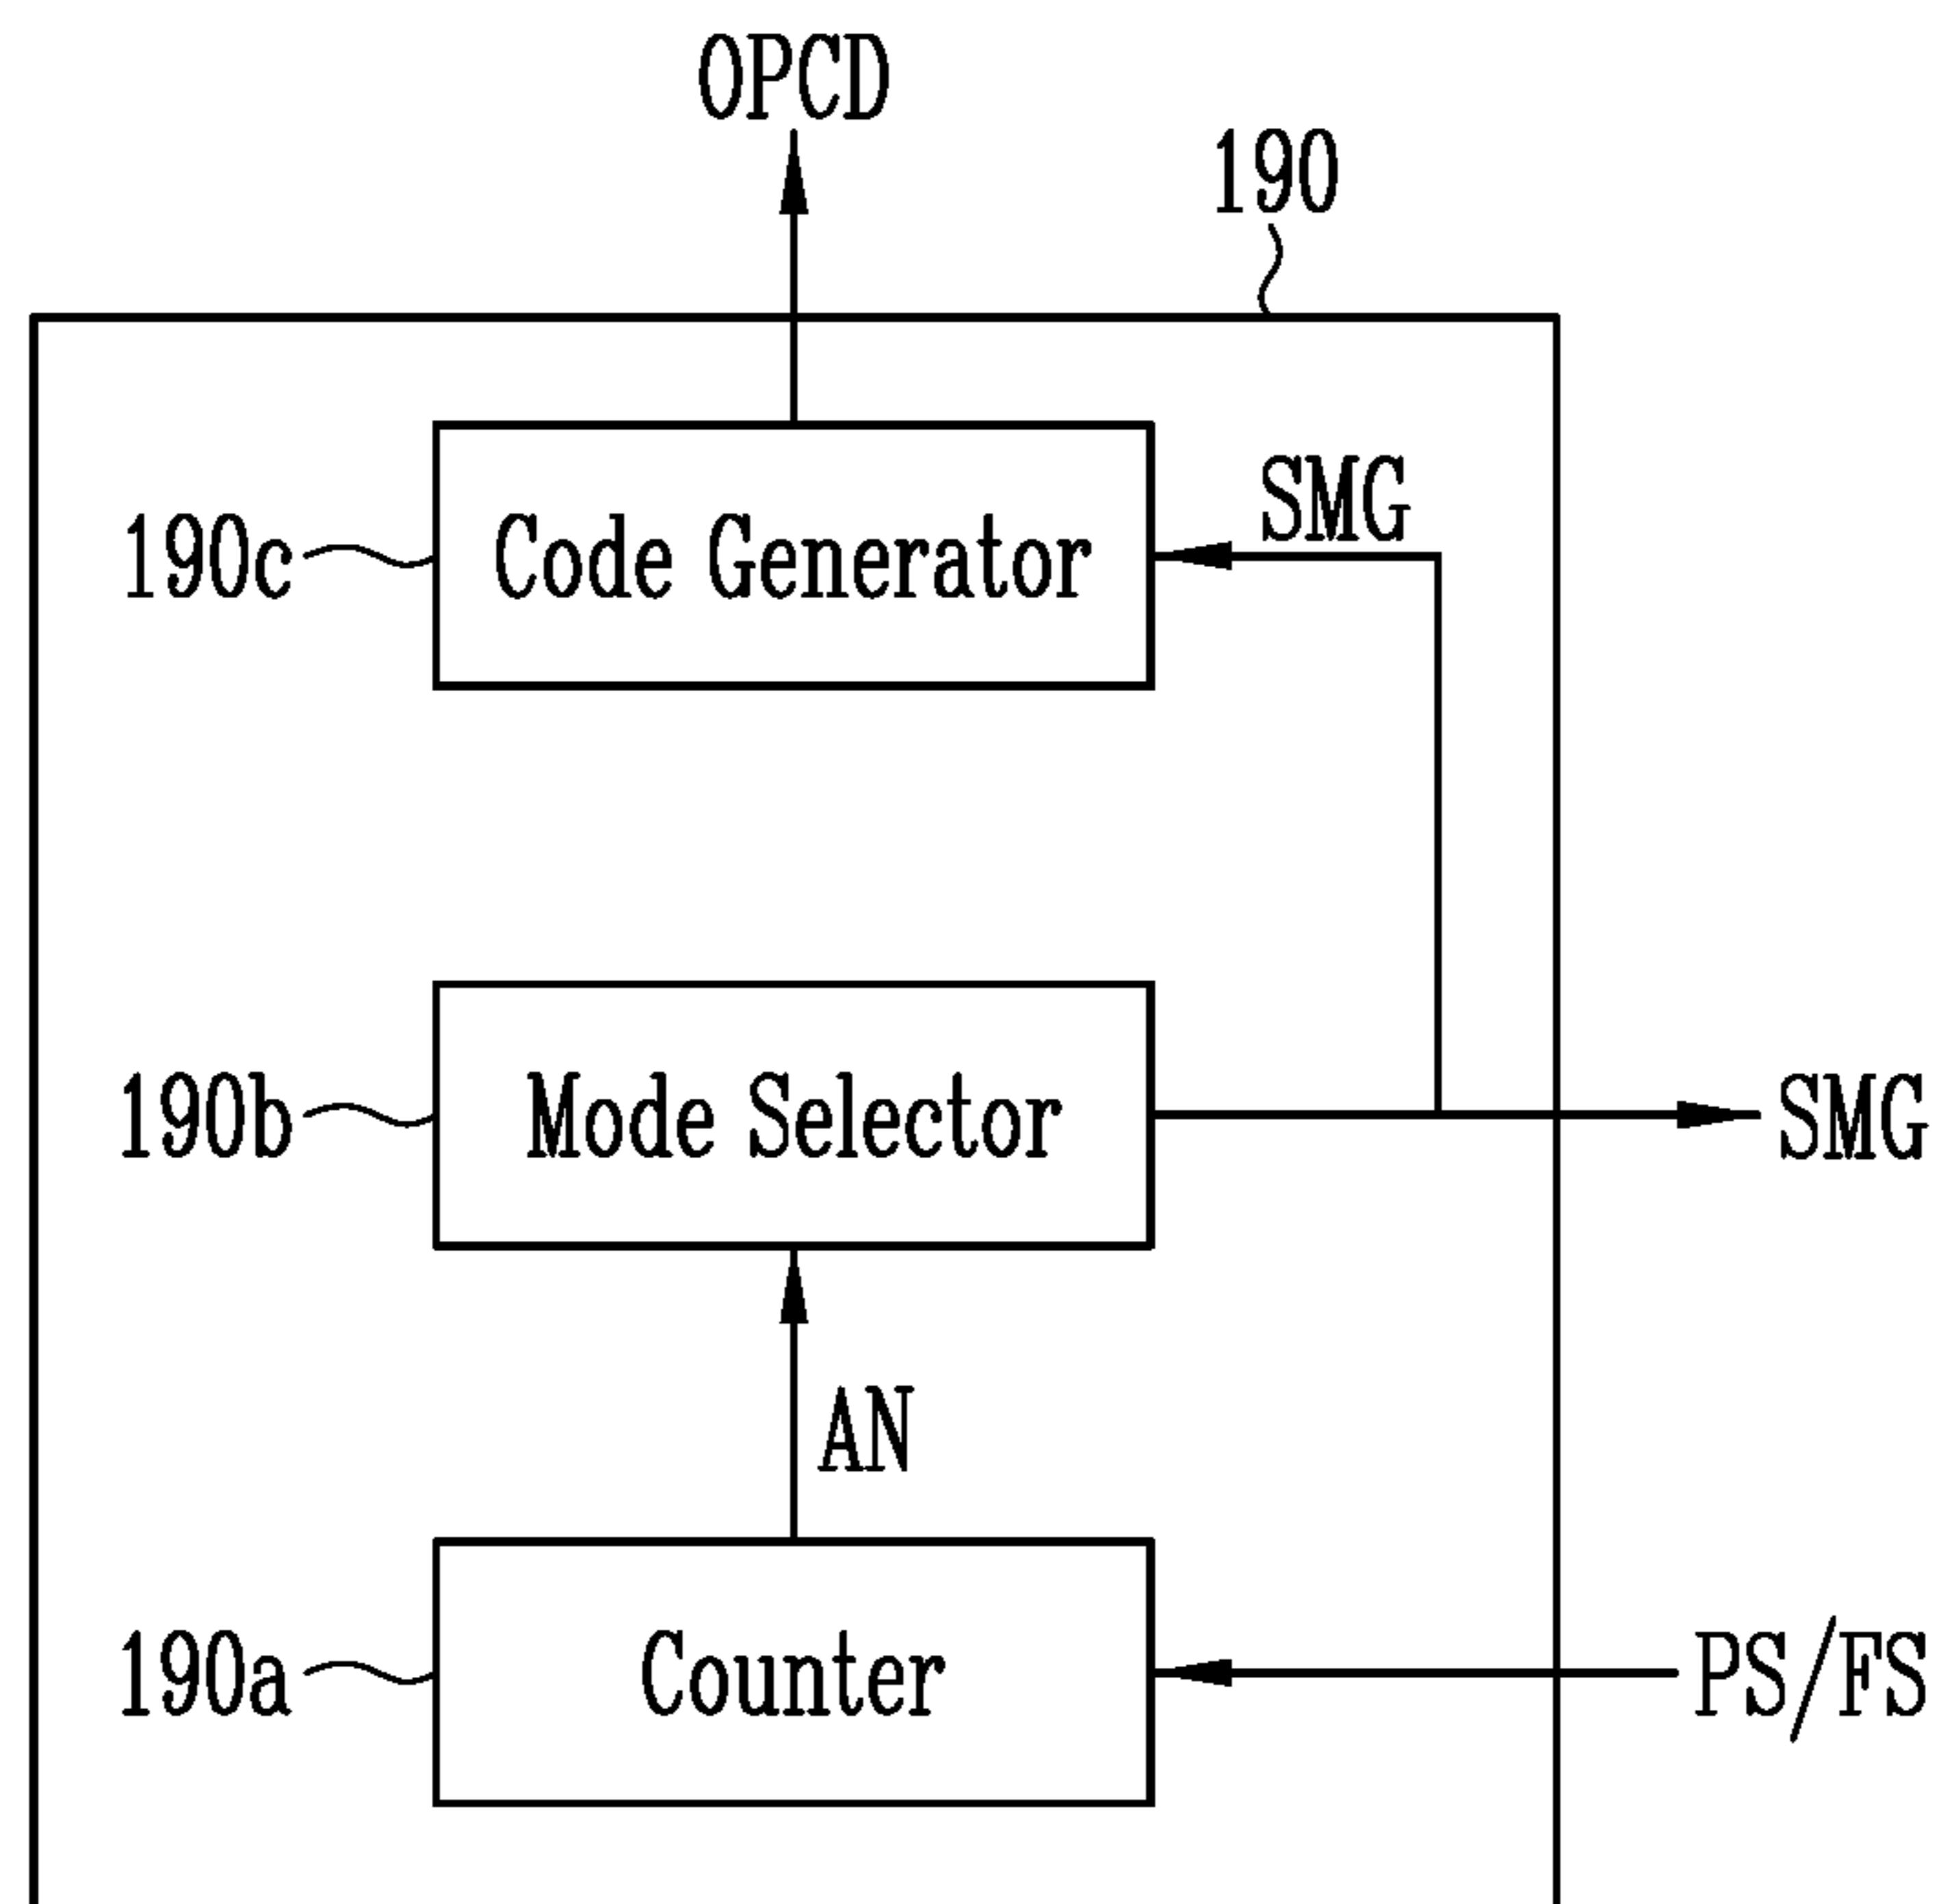 OPCD
190
SMG
190c
Code Generator
190b
Mode Selector
SMG
AN
190a
Counter
PS/FS